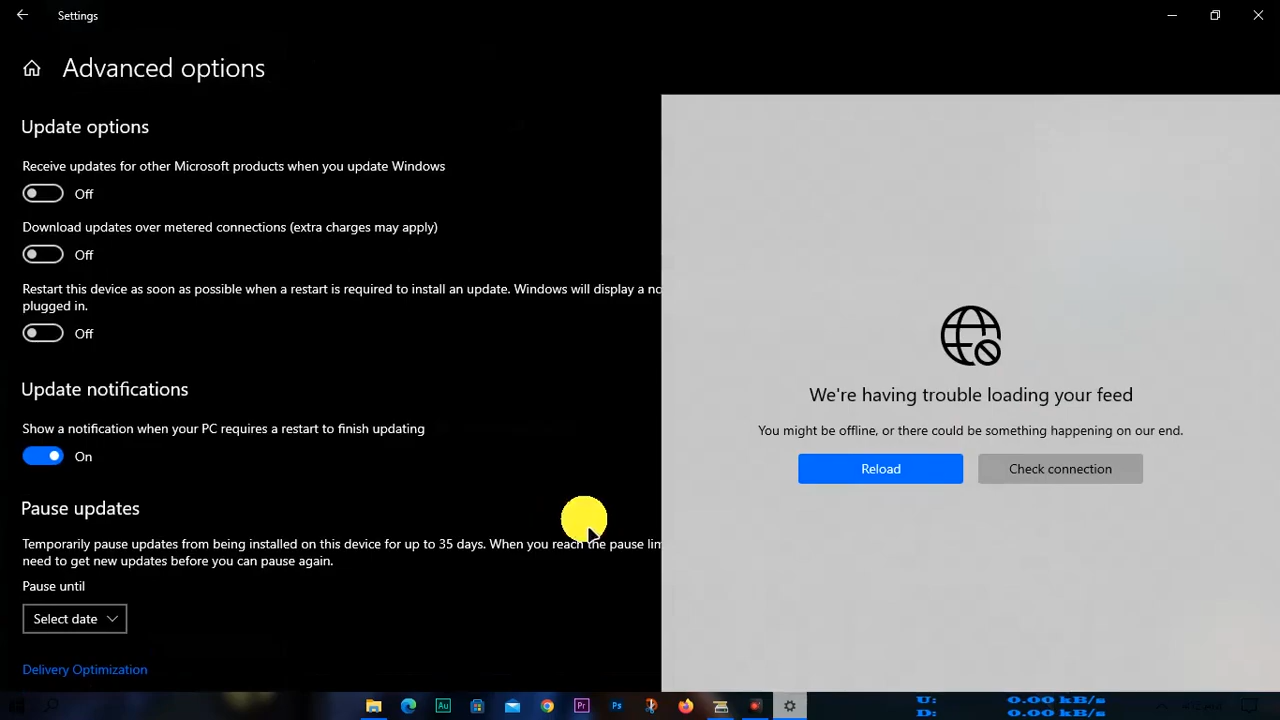 Settings
Advanced options
Update options
Receive updates for other Microsoft products when you update Windows
Off
Download updates over metered connections (extra charges may apply)
Off
Restart this device as soon as possible when a restart is required to install an update. Windows will display a
plugged in.
Off
Update notifications
Show a notification when your PC requires a restart to finish updating
On
Pause updates
Temporarily pause updates from being installed on this device for up to 35 days. When you reach the pause
need to get new updates before you can pause again.
Pause until
Select date
Delivery Optimization
We're having trouble loading your feed
You might be offline, or there could be something happening on our end.
Reload
Check connection
Au
Pr
Ps
U: 0.00 kB/s
D: 0.00 kB/s